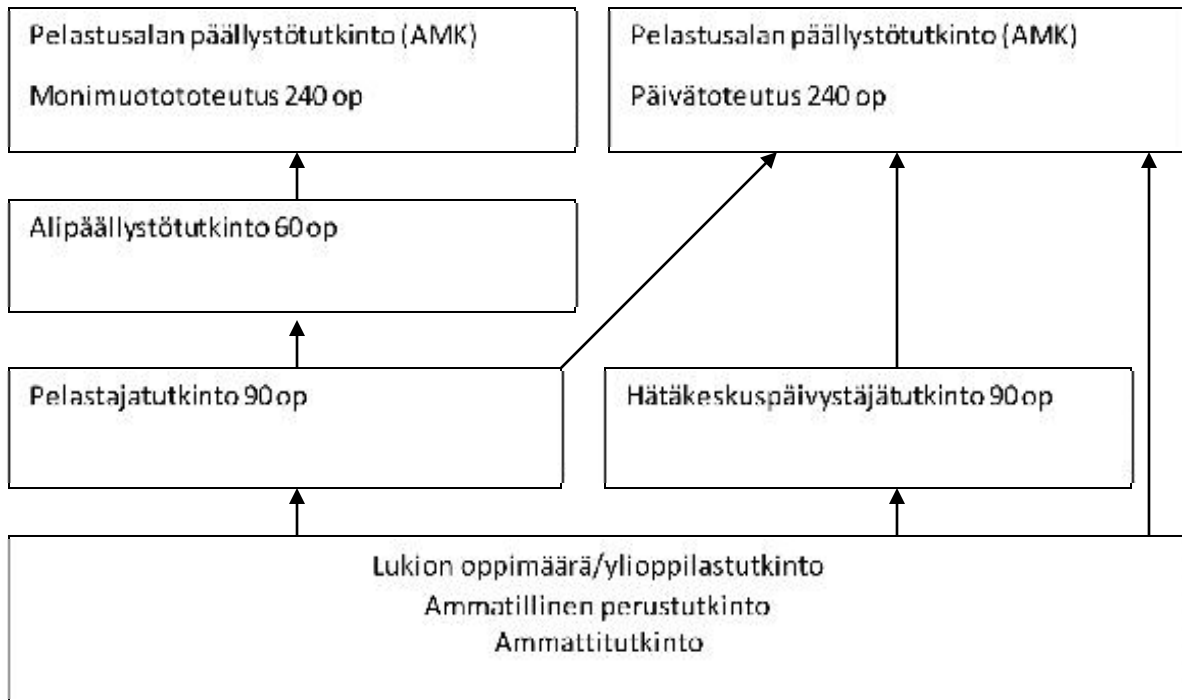 Pelastusalan päällystötutkinto (AMK)
Monimuotototeutus 240 op
Pelastusalan päällystötutkinto (AMK)
Päivätoteutus 240 op
Alipäällystötutkinto 60 op
Pelastajatutkinto 90 op
Hätäkeskuspäivystäjätutkinto 90 op
Lukion oppimäärä/ylioppilastutkinto
Ammatillinen perustutkinto
Ammattitutkinto